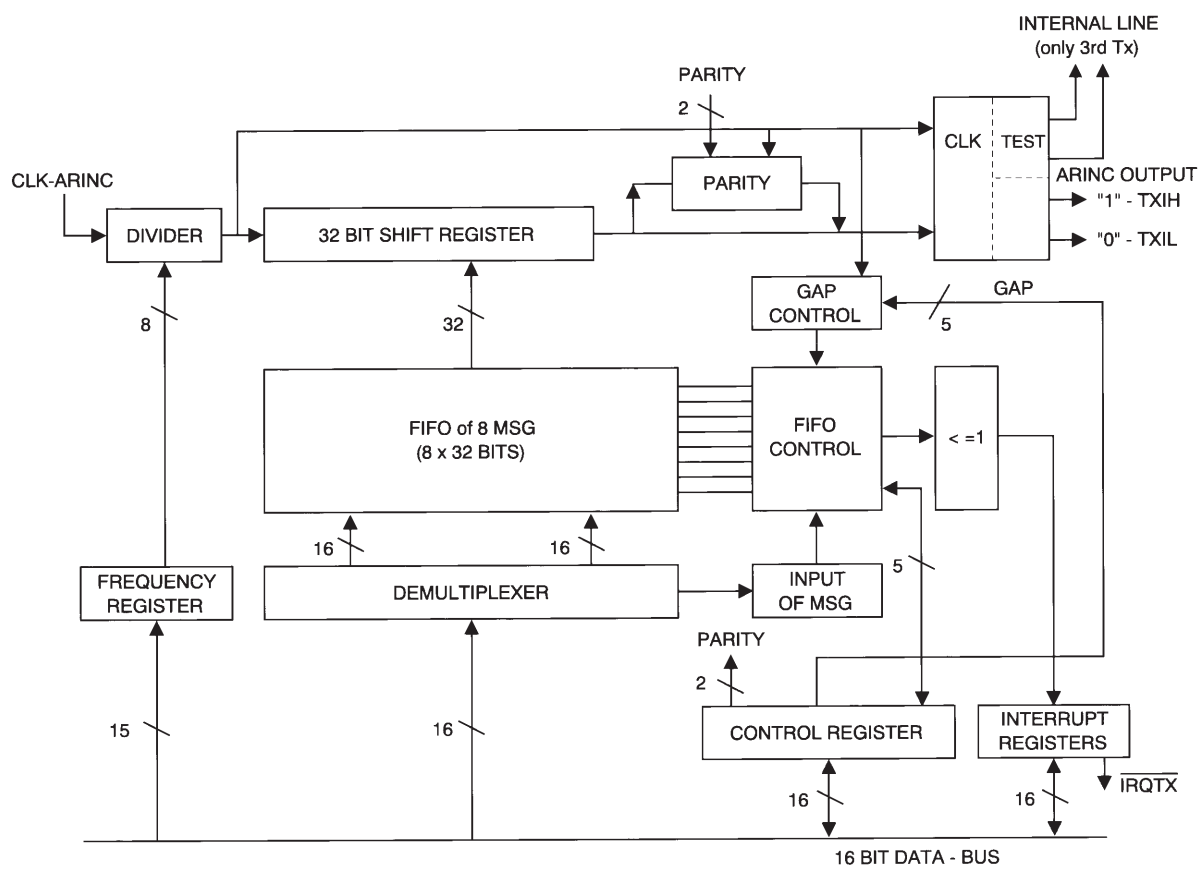 INTERNAL LINE
(only 3rd Tx)
PARITY
2
CLK
TEST
CLK-ARINC
PARITY
ARINC OUTPUT
"1" - TXIH
DIVIDER
32 BIT SHIFT REGISTER
"0" - TXIL
8
32
GAP
CONTROL
GAP
5
FIFO of 8 MSG
(8 x 32 BITS)
FIFO
CONTROL
< =1
16
16
5
FREQUENCY
REGISTER
DEMULTIPLEXER
INPUT
OF MSG
PARITY
2
15
16
CONTROL REGISTER
INTERRUPT
REGISTERS
16
16
IRQTX
16 BIT DATA - BUS